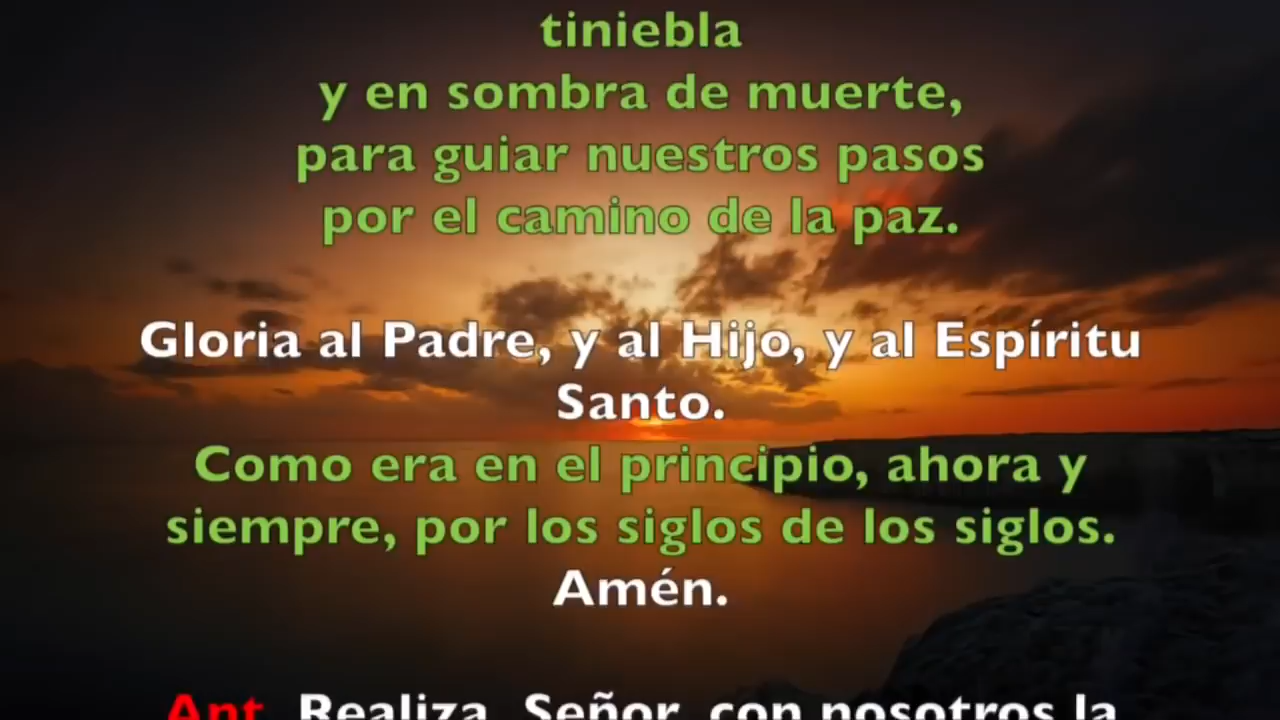 tiniebla
y en sombra de muerte,
para guiar nuestros pasos
por el camino de la paz.
Gloria al Padre, y al Hijo, y al Espíritu
Santo.
Como era en el principio, ahora y
siempre, por los siglos de los siglos.
Amén.
Ant. Realiza, Señor, con nosotros la